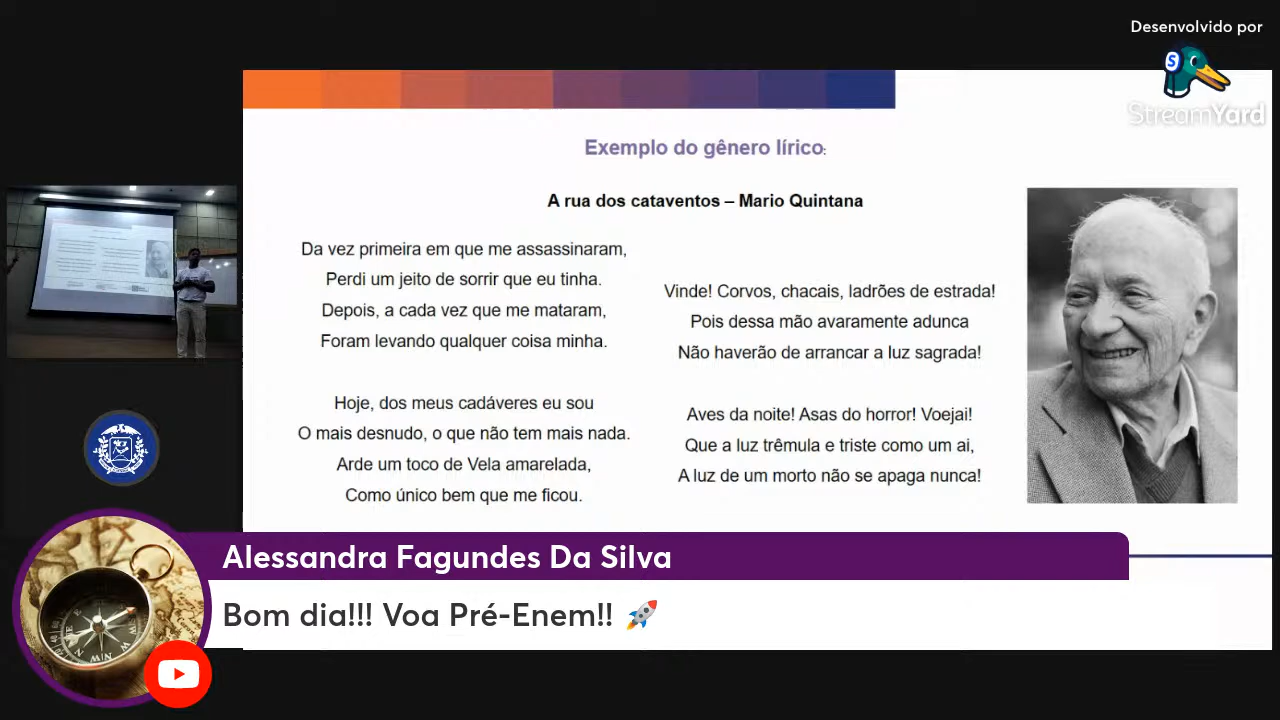 Desenvolvido por
StreamYard
Exemplo do gênero lírico:
A rua dos cataventos – Mario Quintana
Da vez primeira em que me assassinaram,
Perdi um jeito de sorrir que eu tinha.
Depois, a cada vez que me mataram,
Foram levando qualquer coisa minha.
Hoje, dos meus cadáveres eu sou
O mais desnudo, o que não tem mais nada.
Arde um toco de Vela amarelada,
Como único bem que me ficou.
Vinde! Corvos, chacais, ladrões de estrada!
Pois dessa mão avaramente adunca
Não haverão de arrancar a luz sagrada!
Aves da noite! Asas do horror! Voejai!
Que a luz trêmula e triste como um ai,
A luz de um morto não se apaga nunca!
Alessandra Fagundes Da Silva
Bom dia!!! Voa Pré-Enem!! 🚀